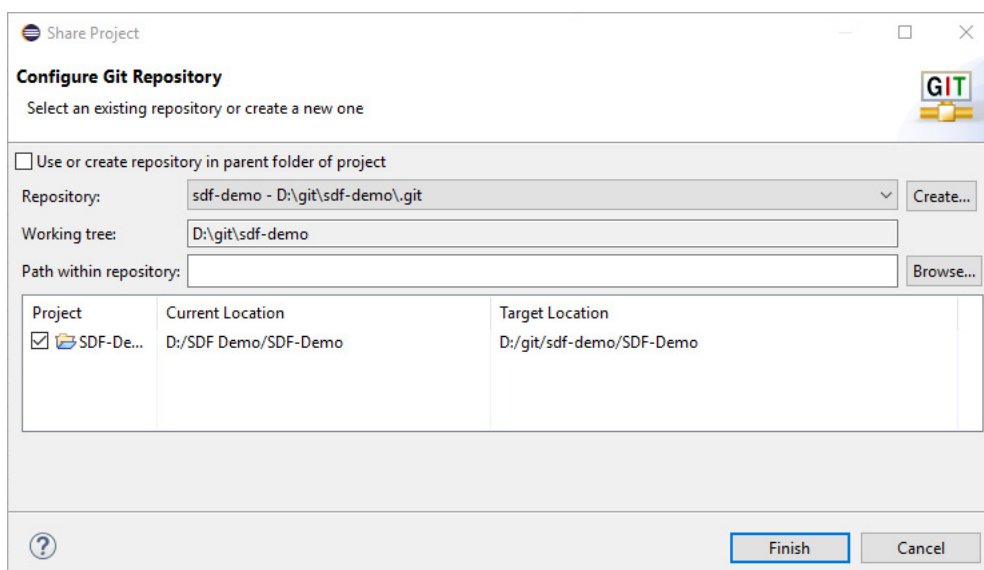 Share Project
Configure Git Repository
Select an existing repository or create a new one
GIT
Use or create repository in parent folder of project
Repository: sdf-demo - D:\git\sdf-demo\.git Create...
Working tree: D:\git\sdf-demo
Path within repository: Browse...
Project Current Location Target Location
SDF-De... D:/SDF Demo/SDF-Demo D:/git/sdf-demo/SDF-Demo
? Finish Cancel